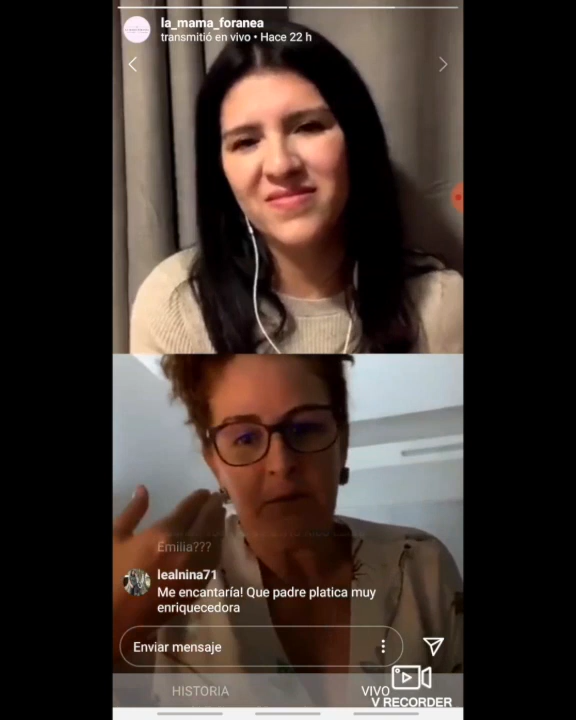 la_mama_foranea
transmitió en vivo • Hace 22 h
Emilia???
lealnina71
Me encantaría! Que padre platica muy
enriquecedora
Enviar mensaje
HISTORIA
VIVO
V RECORDER